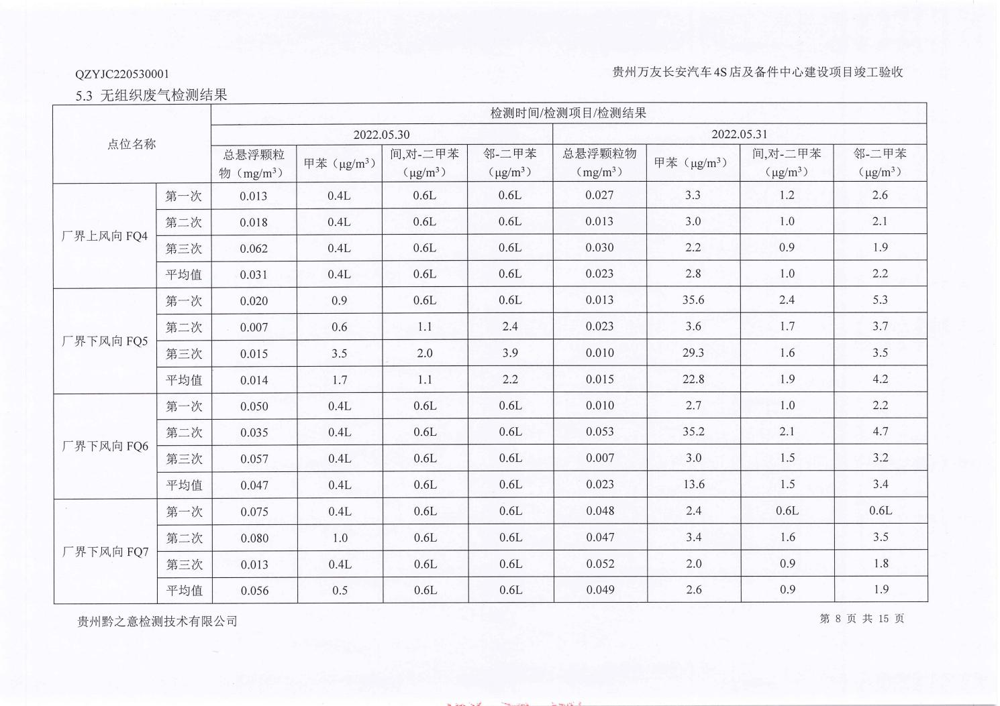 QZYJC220530001
贵州万友长安汽车4S店及备件中心建设项目竣工验收
5.3 无组织废气检测结果
点位名称 检测时间/检测项目/检测结果
2022.05.30 2022.05.31
总悬浮颗粒物（mg/m³） 甲苯（μg/m³） 间,对-二甲苯（μg/m³） 邻-二甲苯（μg/m³） 总悬浮颗粒物（mg/m³） 甲苯（μg/m³） 间,对-二甲苯（μg/m³） 邻-二甲苯（μg/m³）
厂界上风向 FQ4
第一次 0.013 0.4L 0.6L 0.6L 0.027 3.3 1.2 2.6
第二次 0.018 0.4L 0.6L 0.6L 0.013 3.0 1.0 2.1
第三次 0.062 0.4L 0.6L 0.6L 0.030 2.2 0.9 1.9
平均值 0.031 0.4L 0.6L 0.6L 0.023 2.8 1.0 2.2
厂界下风向 FQ5
第一次 0.020 0.9 0.6L 0.6L 0.013 35.6 2.4 5.3
第二次 0.007 0.6 1.1 2.4 0.023 3.6 1.7 3.7
第三次 0.015 3.5 2.0 3.9 0.010 29.3 1.6 3.5
平均值 0.014 1.7 1.1 2.2 0.015 22.8 1.9 4.2
厂界下风向 FQ6
第一次 0.050 0.4L 0.6L 0.6L 0.010 2.7 1.0 2.2
第二次 0.035 0.4L 0.6L 0.6L 0.053 35.2 2.1 4.7
第三次 0.057 0.4L 0.6L 0.6L 0.007 3.0 1.5 3.2
平均值 0.047 0.4L 0.6L 0.6L 0.023 13.6 1.5 3.4
厂界下风向 FQ7
第一次 0.075 0.4L 0.6L 0.6L 0.048 2.4 0.6L 0.6L
第二次 0.080 1.0 0.6L 0.6L 0.047 3.4 1.6 3.5
第三次 0.013 0.4L 0.6L 0.6L 0.052 2.0 0.9 1.8
平均值 0.056 0.5 0.6L 0.6L 0.049 2.6 0.9 1.9
贵州黔之意检测技术有限公司
第 8 页 共 15 页